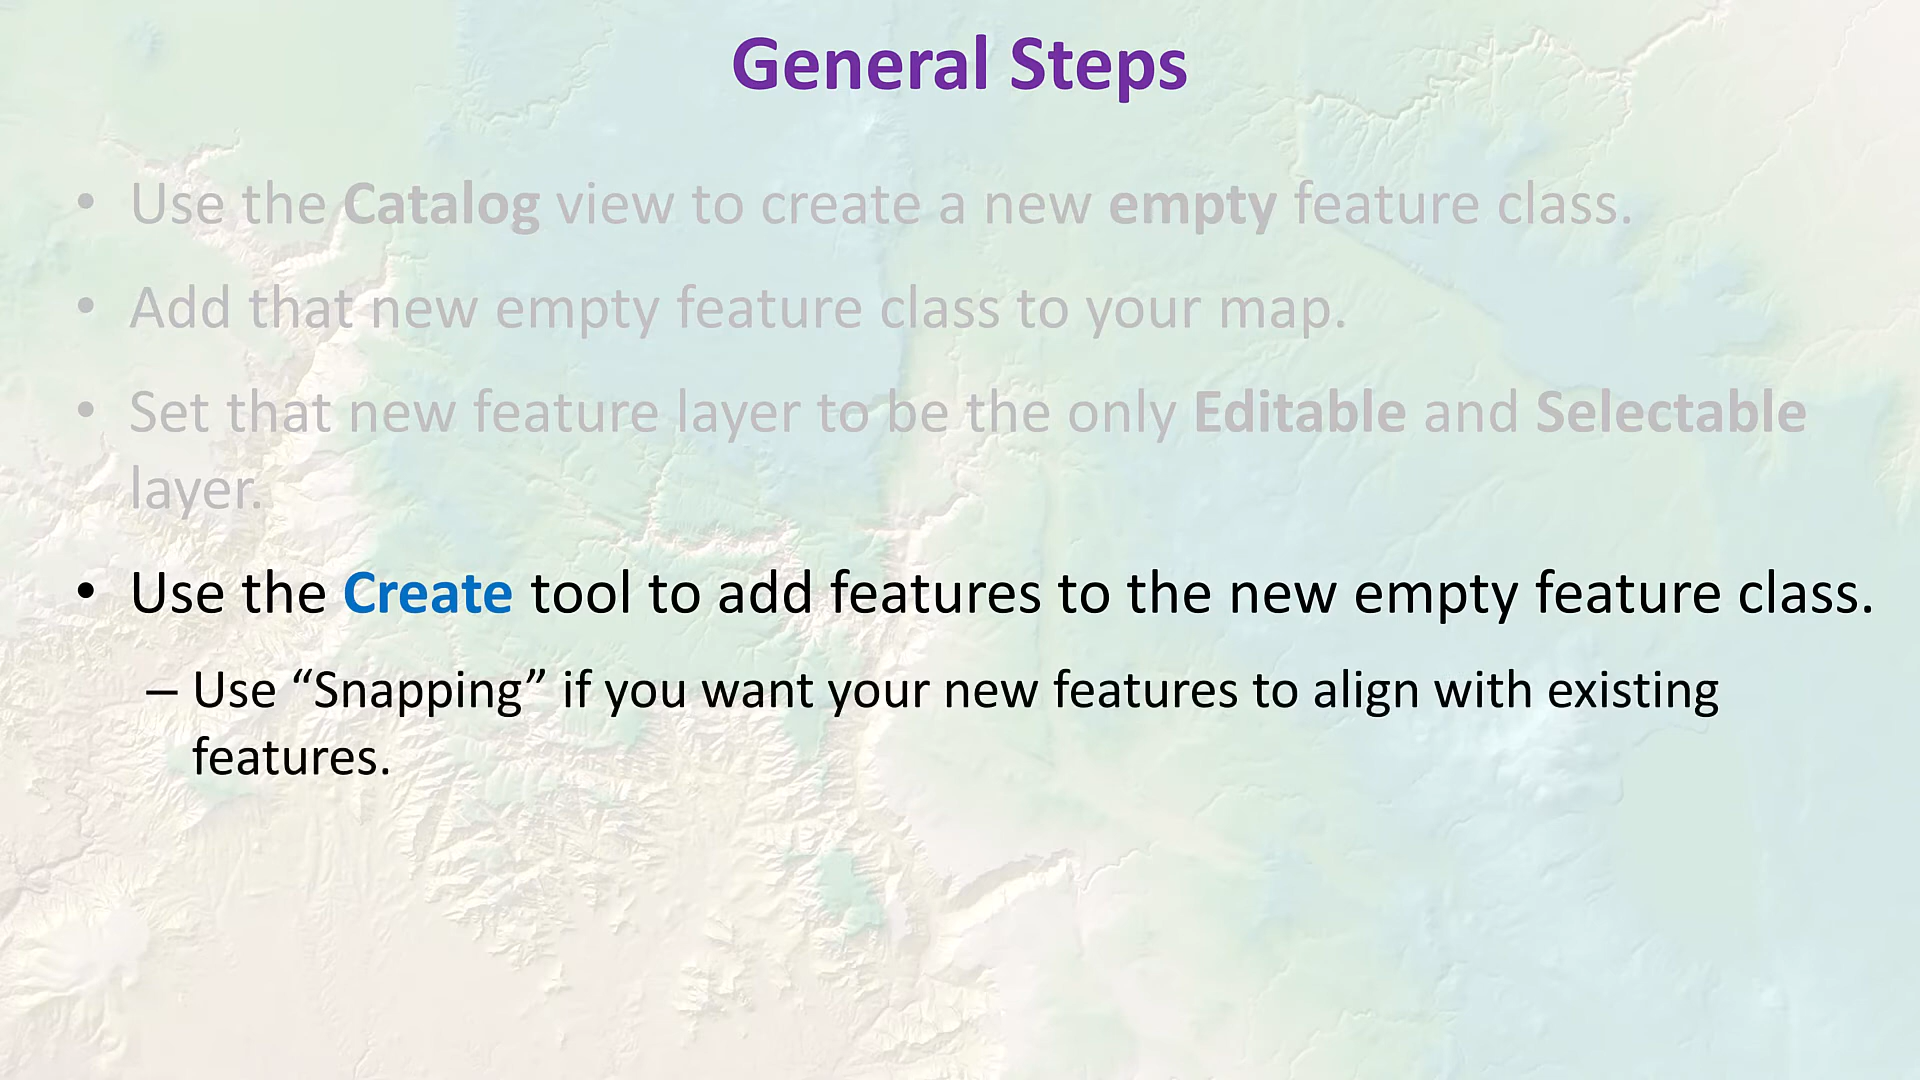 General Steps
• Use the Catalog view to create a new empty feature class.
• Add that new empty feature class to your map.
• Set that new feature layer to be the only Editable and Selectable
layer.
• Use the Create tool to add features to the new empty feature class.
– Use “Snapping” if you want your new features to align with existing
features.